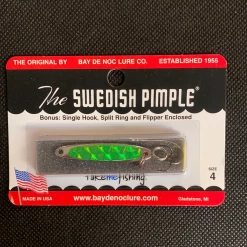 THE ORIGINAL BY BAY DE NOC LURE CO. ESTABLISHED 1955
The SWEDISH PIMPLE®
Bonus: Single Hook, Split Ring and Flipper Enclosed
SIZE
4
Takemefishing.
MADE IN USA www.baydenoclure.com Gladstone, MI